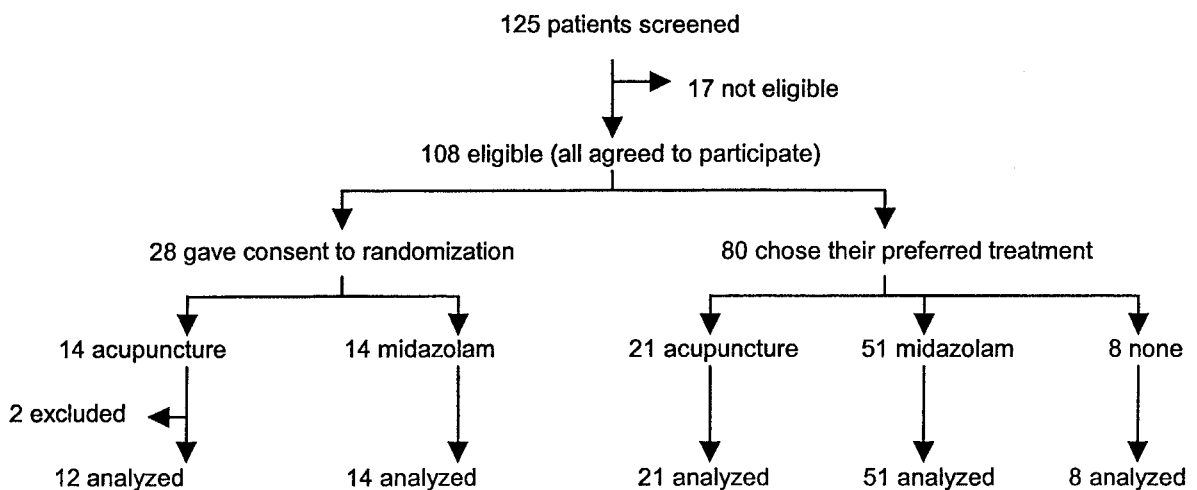 125 patients screened
17 not eligible
108 eligible (all agreed to participate)
28 gave consent to randomization
80 chose their preferred treatment
14 acupuncture
14 midazolam
21 acupuncture
51 midazolam
8 none
2 excluded
12 analyzed
14 analyzed
21 analyzed
51 analyzed
8 analyzed